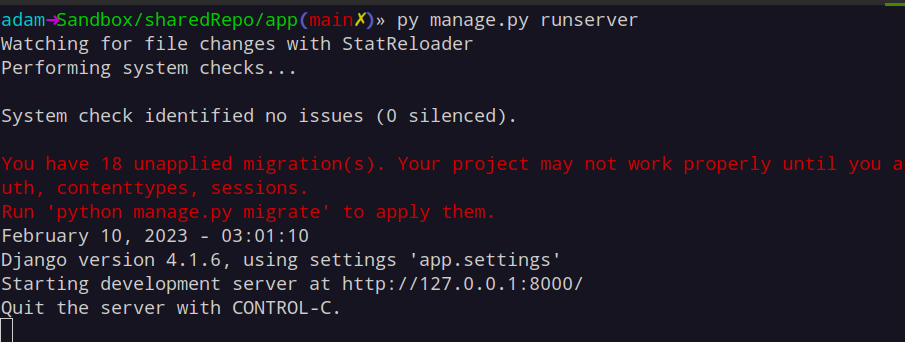 adam➜Sandbox/sharedRepo/app(main✗)» py manage.py runserver
Watching for file changes with StatReloader
Performing system checks...
System check identified no issues (0 silenced).
You have 18 unapplied migration(s). Your project may not work properly until you a
uth, contenttypes, sessions.
Run 'python manage.py migrate' to apply them.
February 10, 2023 - 03:01:10
Django version 4.1.6, using settings 'app.settings'
Starting development server at http://127.0.0.1:8000/
Quit the server with CONTROL-C.